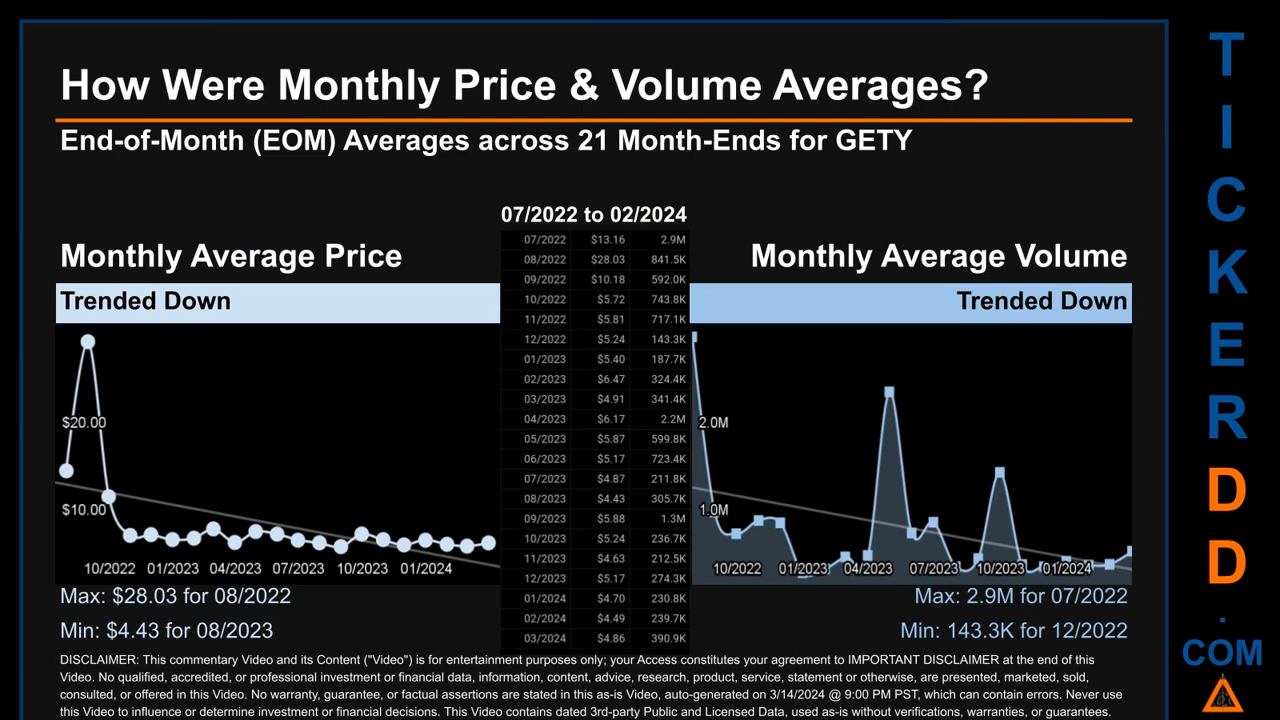 How Were Monthly Price & Volume Averages?
End-of-Month (EOM) Averages across 21 Month-Ends for GETY
07/2022 to 02/2024
Monthly Average Price
Trended Down
$20.00
$10.00
10/2022 01/2023 04/2023 07/2023 10/2023 01/2024
Max: $28.03 for 08/2022
Min: $4.43 for 08/2023
07/2022 $13.16 2.9M
08/2022 $28.03 841.5K
09/2022 $10.18 592.0K
10/2022 $5.72 743.8K
11/2022 $5.81 717.1K
12/2022 $5.24 143.3K
01/2023 $5.40 187.7K
02/2023 $6.47 324.4K
03/2023 $4.91 341.4K
04/2023 $6.17 2.2M
05/2023 $5.87 599.8K
06/2023 $5.17 723.4K
07/2023 $4.87 211.8K
08/2023 $4.43 305.7K
09/2023 $5.88 1.3M
10/2023 $5.24 236.7K
11/2023 $4.63 212.5K
12/2023 $5.17 274.3K
01/2024 $4.70 230.8K
02/2024 $4.49 239.7K
03/2024 $4.86 390.9K
Monthly Average Volume
Trended Down
2.0M
1.0M
10/2022 01/2023 04/2023 07/2023 10/2023 01/2024
Max: 2.9M for 07/2022
Min: 143.3K for 12/2022
DISCLAIMER: This commentary Video and its Content ("Video") is for entertainment purposes only; your Access constitutes your agreement to IMPORTANT DISCLAIMER at the end of this
Video. No qualified, accredited, or professional investment or financial data, information, content, advice, research, product, service, statement or otherwise, are presented, marketed, sold,
consulted, or offered in this Video. No warranty, guarantee, or factual assertions are stated in this as-is Video, auto-generated on 3/14/2024 @ 9:00 PM PST, which can contain errors. Never use
this Video to influence or determine investment or financial decisions. This Video contains dated 3rd-party Public and Licensed Data, used as-is without verifications, warranties, or guarantees.
T
I
C
K
E
R
D
D
.
COM